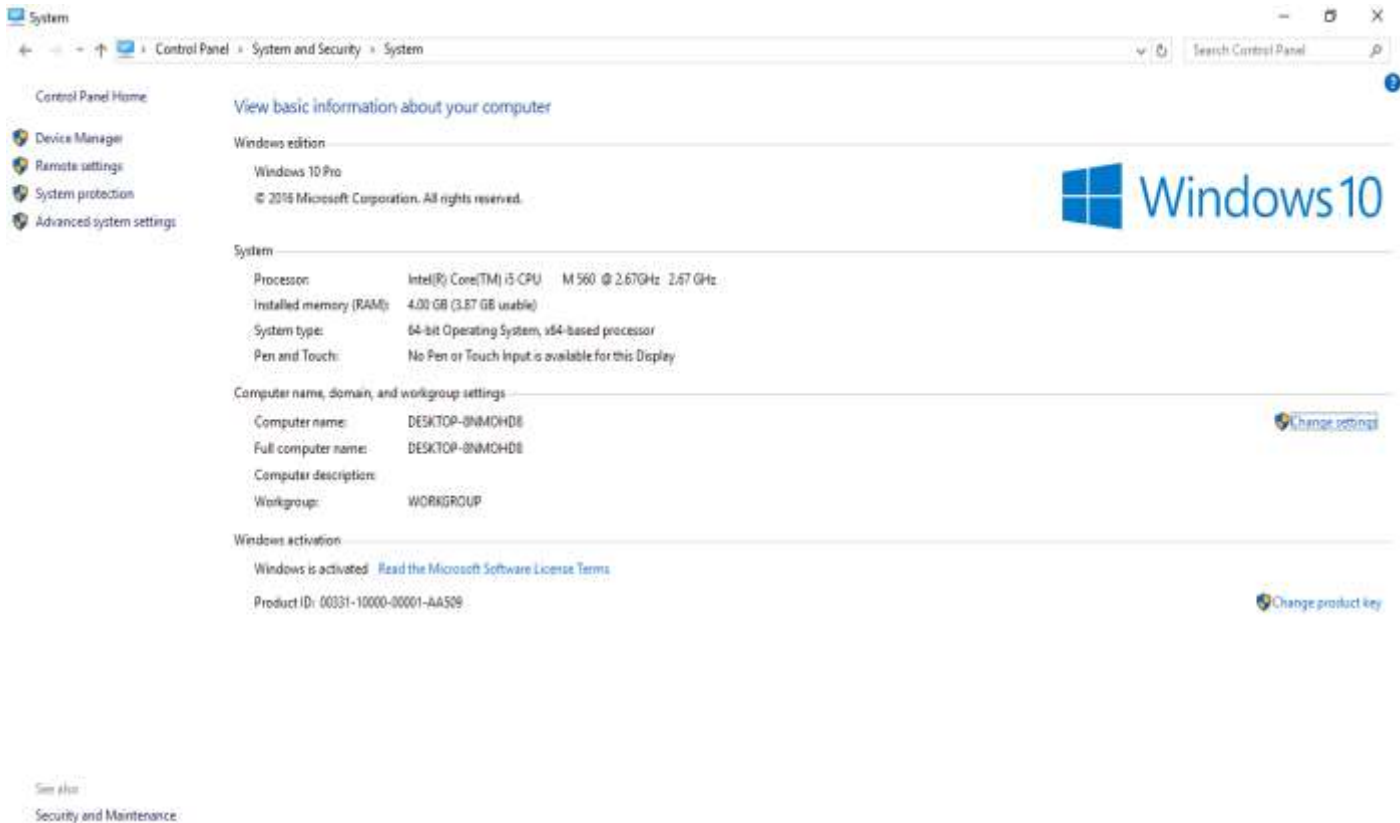 System
Control Panel › System and Security › System
Search Control Panel
Control Panel Home
Device Manager
Remote settings
System protection
Advanced system settings
View basic information about your computer
Windows edition
Windows 10 Pro
© 2016 Microsoft Corporation. All rights reserved.
Windows 10
System
Processor: Intel(R) Core(TM) i5 CPU M 560 @ 2.67GHz 2.67 GHz
Installed memory (RAM): 4.00 GB (3.87 GB usable)
System type: 64-bit Operating System, x64-based processor
Pen and Touch: No Pen or Touch Input is available for this Display
Computer name, domain, and workgroup settings
Computer name: DESKTOP-8NMOHD8
Change settings
Full computer name: DESKTOP-8NMOHD8
Computer description:
Workgroup: WORKGROUP
Windows activation
Windows is activated Read the Microsoft Software License Terms
Product ID: 00331-10000-00001-AA509
Change product key
See also
Security and Maintenance